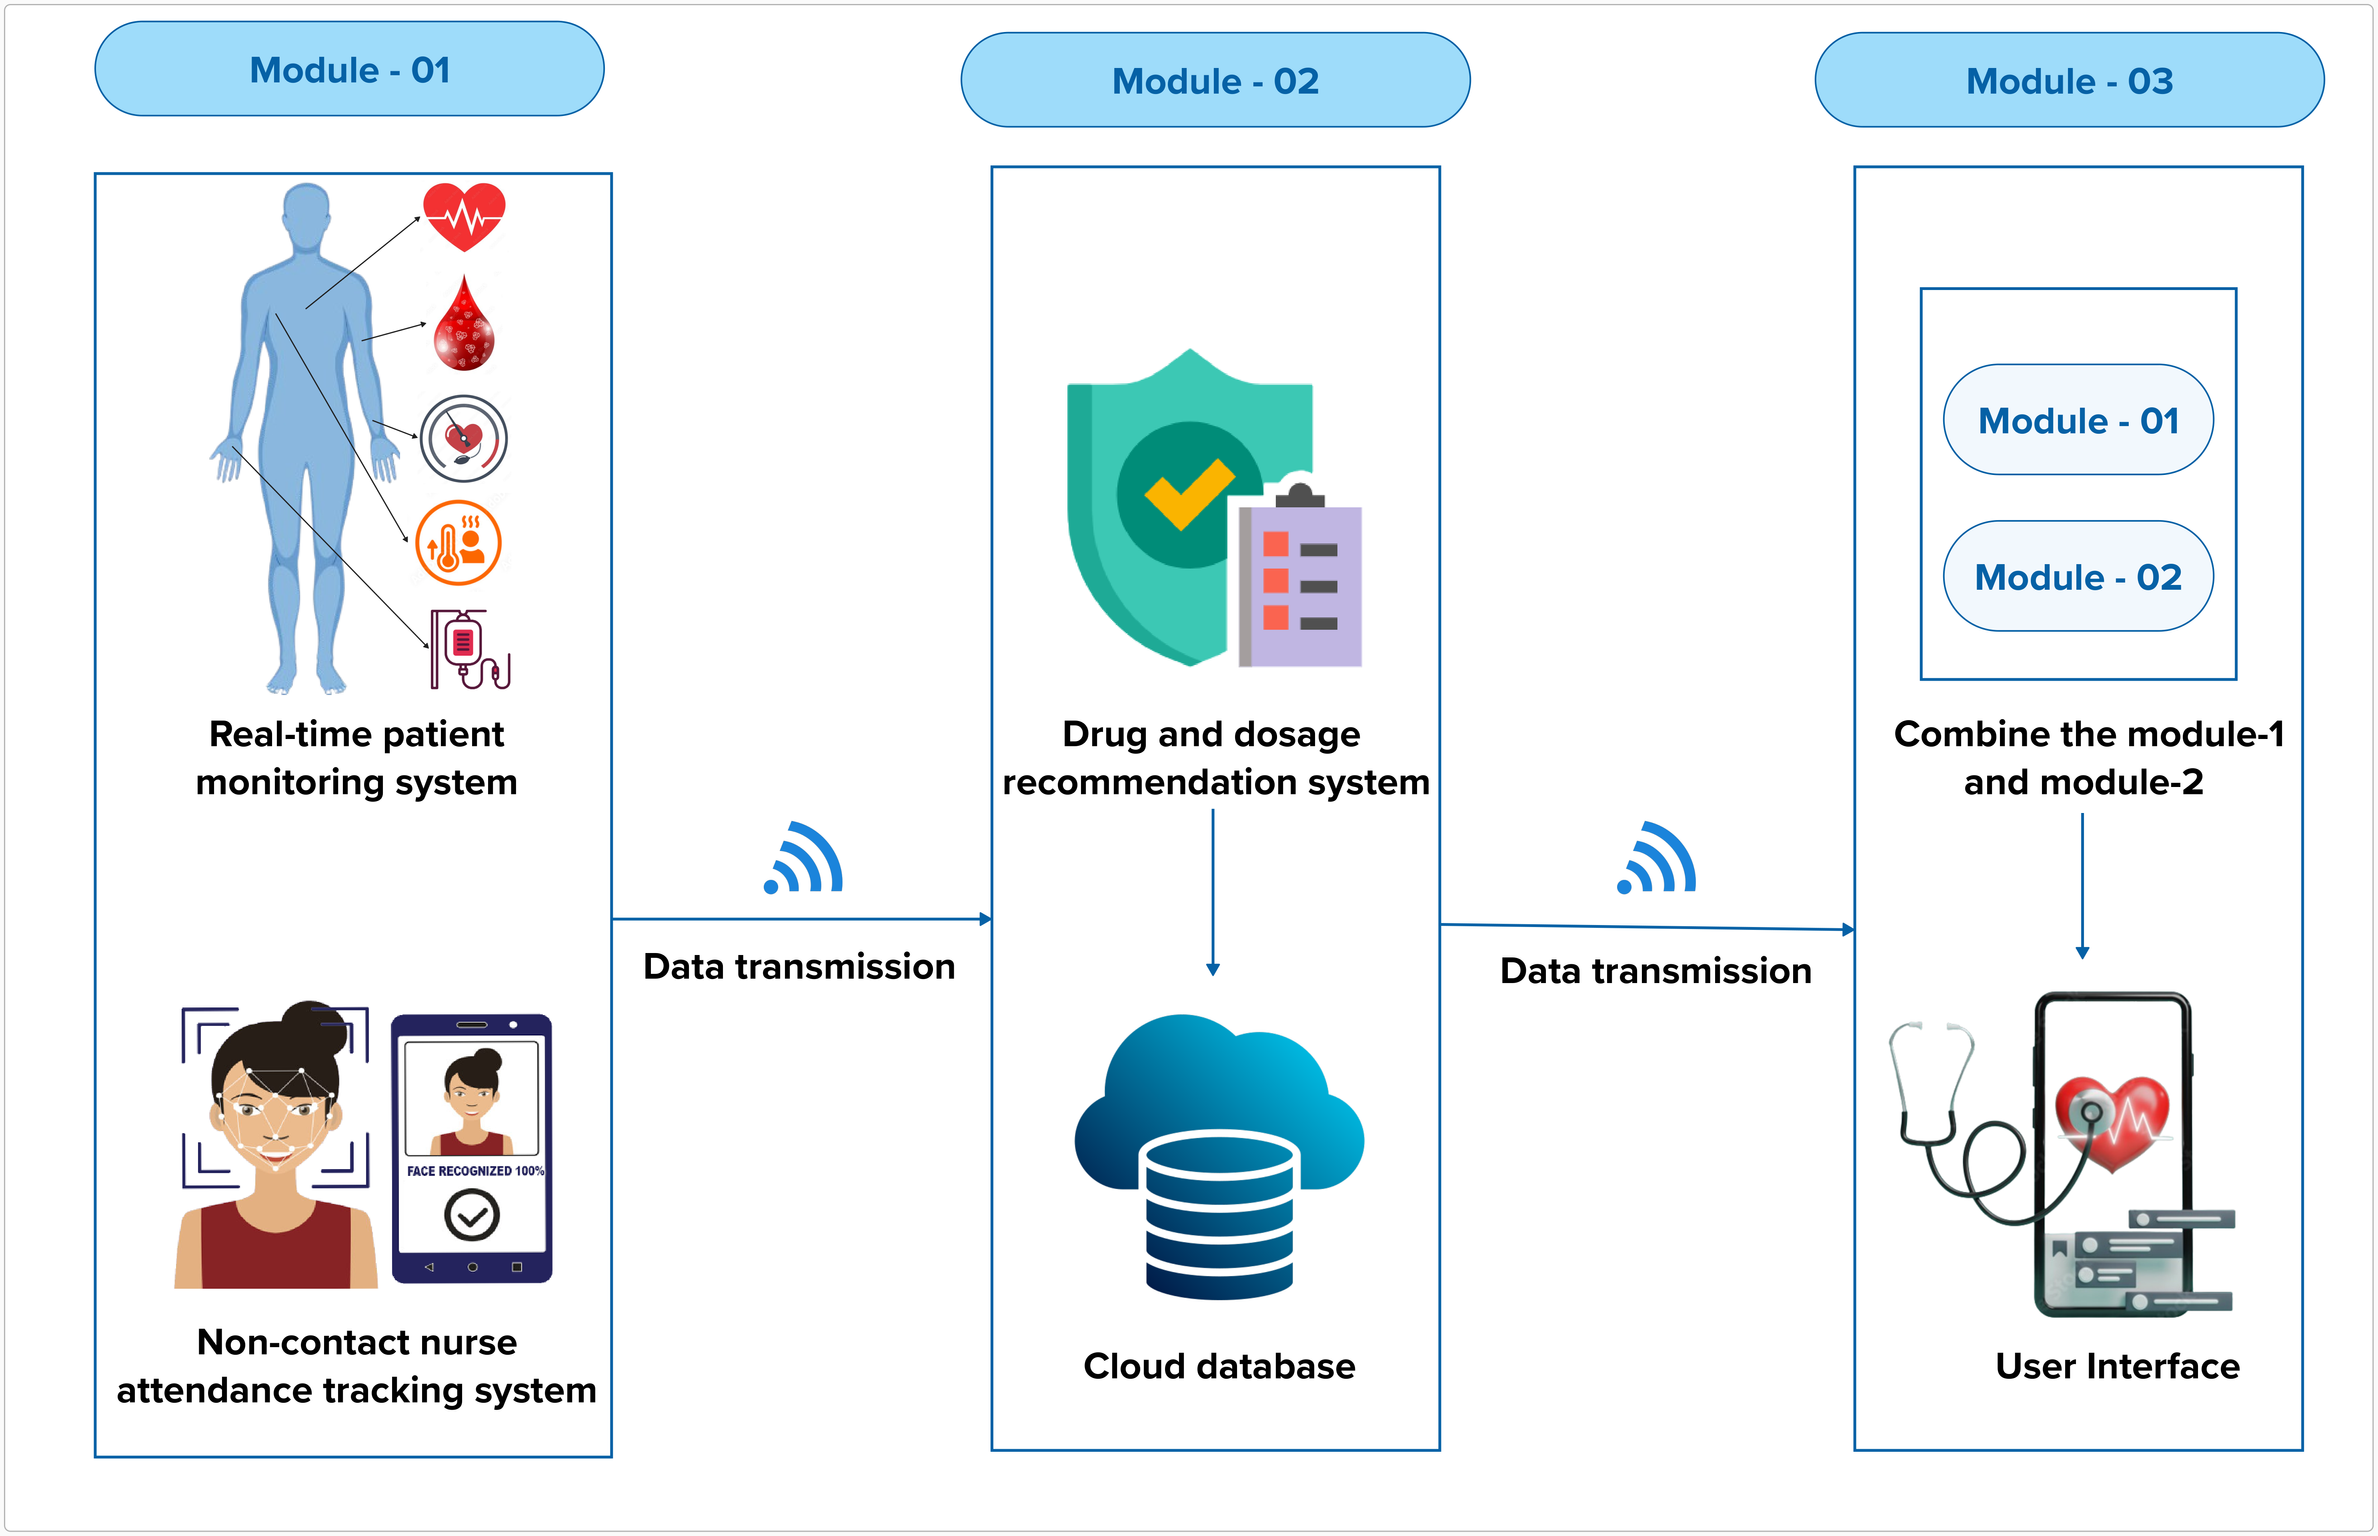 Module - 01
Real-time patient
monitoring system
FACE RECOGNIZED 100%
Non-contact nurse
attendance tracking system
Data transmission
Module - 02
Drug and dosage
recommendation system
Cloud database
Data transmission
Module - 03
Module - 01
Module - 02
Combine the module-1
and module-2
User Interface